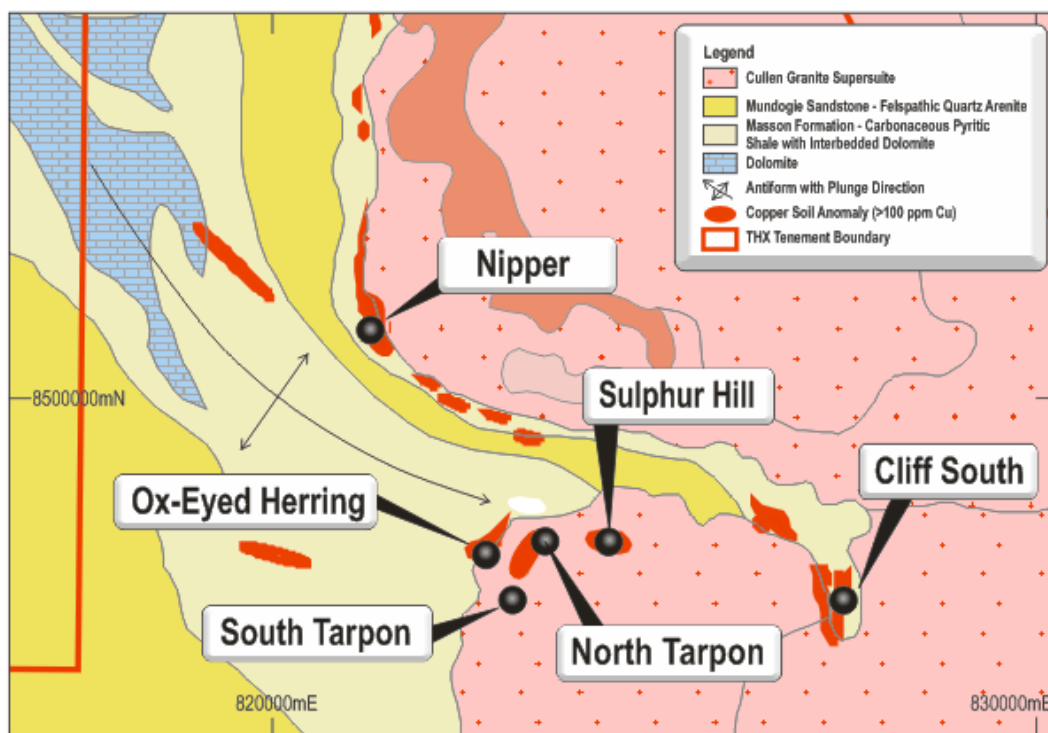 Legend
Cullen Granite Supersuite
Mundogie Sandstone - Felspathic Quartz Arenite
Masson Formation - Carbonaceous Pyritic
Shale with Interbedded Dolomite
Dolomite
Antiform with Plunge Direction
Copper Soil Anomaly (>100 ppm Cu)
THX Tenement Boundary
Nipper
8500000mN
Sulphur Hill
Cliff South
Ox-Eyed Herring
South Tarpon
North Tarpon
820000mE
830000mE